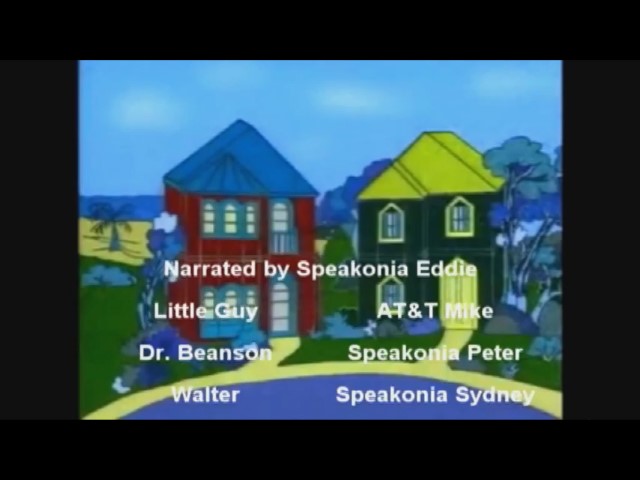 Narrated by Speakonia Eddie
Little Guy AT&T Mike
Dr. Beanson Speakonia Peter
Walter Speakonia Sydney